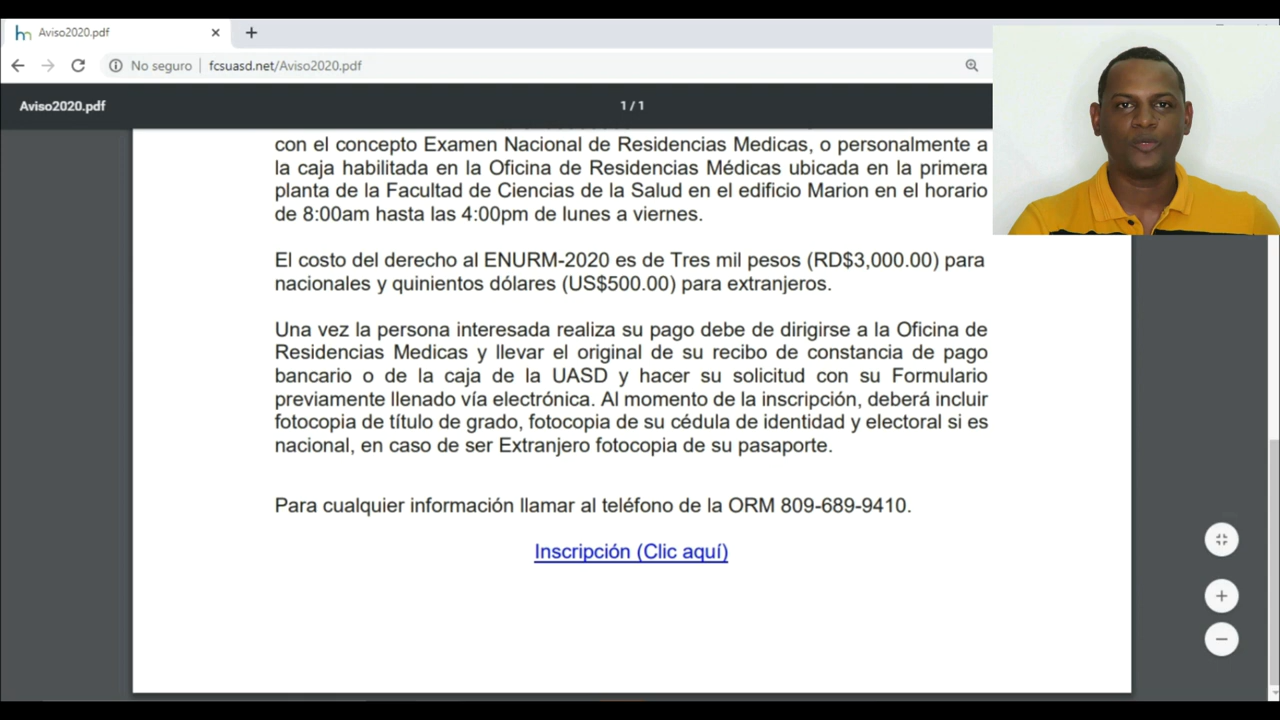 Aviso2020.pdf
No seguro
fcsuasd.net/Aviso2020.pdf
Aviso2020.pdf
1 / 1
con el concepto Examen Nacional de Residencias Medicas, o personalmente a
la caja habilitada en la Oficina de Residencias Médicas ubicada en la primera
planta de la Facultad de Ciencias de la Salud en el edificio Marion en el horario
de 8:00am hasta las 4:00pm de lunes a viernes.
El costo del derecho al ENURM-2020 es de Tres mil pesos (RD$3,000.00) para
nacionales y quinientos dólares (US$500.00) para extranjeros.
Una vez la persona interesada realiza su pago debe de dirigirse a la Oficina de
Residencias Medicas y llevar el original de su recibo de constancia de pago
bancario o de la caja de la UASD y hacer su solicitud con su Formulario
previamente llenado vía electrónica. Al momento de la inscripción, deberá incluir
fotocopia de título de grado, fotocopia de su cédula de identidad y electoral si es
nacional, en caso de ser Extranjero fotocopia de su pasaporte.
Para cualquier información llamar al teléfono de la ORM 809-689-9410.
Inscripción (Clic aquí)